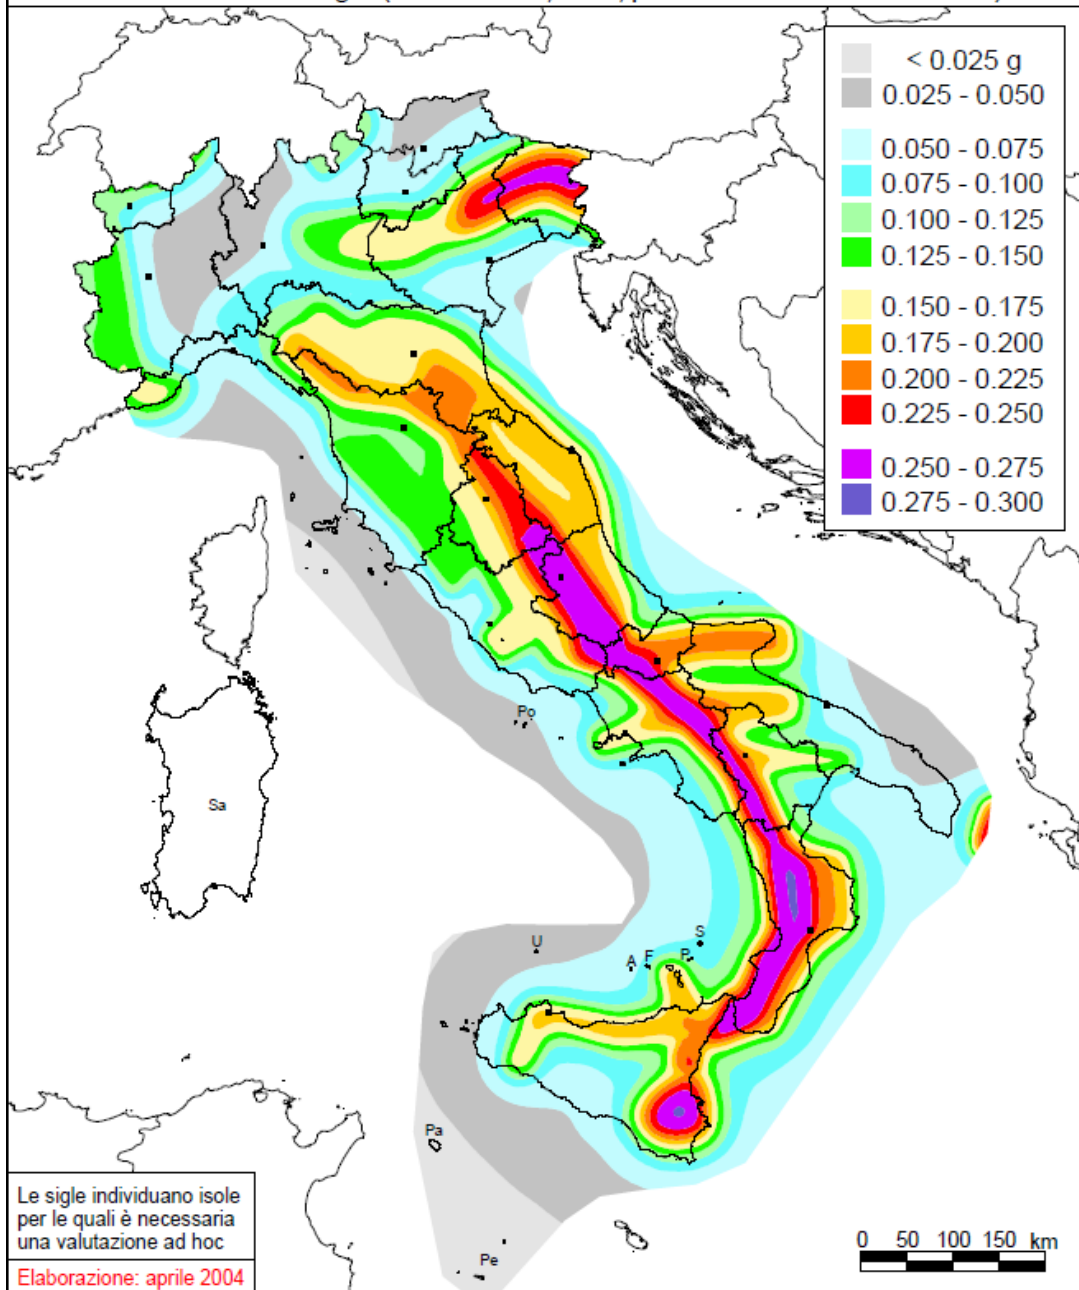 < 0.025 g
0.025 - 0.050
0.050 - 0.075
0.075 - 0.100
0.100 - 0.125
0.125 - 0.150
0.150 - 0.175
0.175 - 0.200
0.200 - 0.225
0.225 - 0.250
0.250 - 0.275
0.275 - 0.300
Po
Sa
S
U
A
F
P
Pa
Pe
Le sigle individuano isole
per le quali è necessaria
una valutazione ad hoc
Elaborazione: aprile 2004
0 50 100 150 km